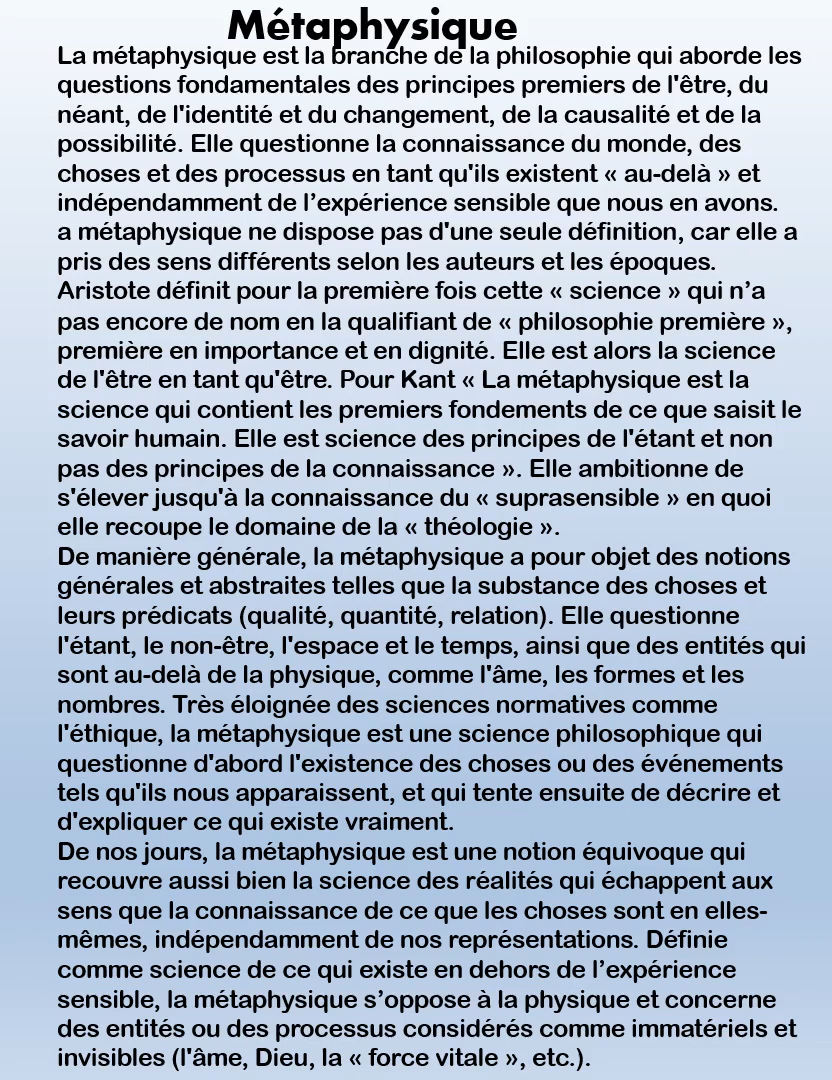 Métaphysique
La métaphysique est la branche de la philosophie qui aborde les
questions fondamentales des principes premiers de l'être, du
néant, de l'identité et du changement, de la causalité et de la
possibilité. Elle questionne la connaissance du monde, des
choses et des processus en tant qu'ils existent « au-delà » et
indépendamment de l’expérience sensible que nous en avons.
a métaphysique ne dispose pas d'une seule définition, car elle a
pris des sens différents selon les auteurs et les époques.
Aristote définit pour la première fois cette « science » qui n’a
pas encore de nom en la qualifiant de « philosophie première »,
première en importance et en dignité. Elle est alors la science
de l'être en tant qu'être. Pour Kant « La métaphysique est la
science qui contient les premiers fondements de ce que saisit le
savoir humain. Elle est science des principes de l'étant et non
pas des principes de la connaissance ». Elle ambitionne de
s'élever jusqu'à la connaissance du « suprasensible » en quoi
elle recoupe le domaine de la « théologie ».
De manière générale, la métaphysique a pour objet des notions
générales et abstraites telles que la substance des choses et
leurs prédicats (qualité, quantité, relation). Elle questionne
l'étant, le non-être, l'espace et le temps, ainsi que des entités qui
sont au-delà de la physique, comme l'âme, les formes et les
nombres. Très éloignée des sciences normatives comme
l'éthique, la métaphysique est une science philosophique qui
questionne d'abord l'existence des choses ou des événements
tels qu'ils nous apparaissent, et qui tente ensuite de décrire et
d'expliquer ce qui existe vraiment.
De nos jours, la métaphysique est une notion équivoque qui
recouvre aussi bien la science des réalités qui échappent aux
sens que la connaissance de ce que les choses sont en elles-
mêmes, indépendamment de nos représentations. Définie
comme science de ce qui existe en dehors de l’expérience
sensible, la métaphysique s’oppose à la physique et concerne
des entités ou des processus considérés comme immatériels et
invisibles (l'âme, Dieu, la « force vitale », etc.).